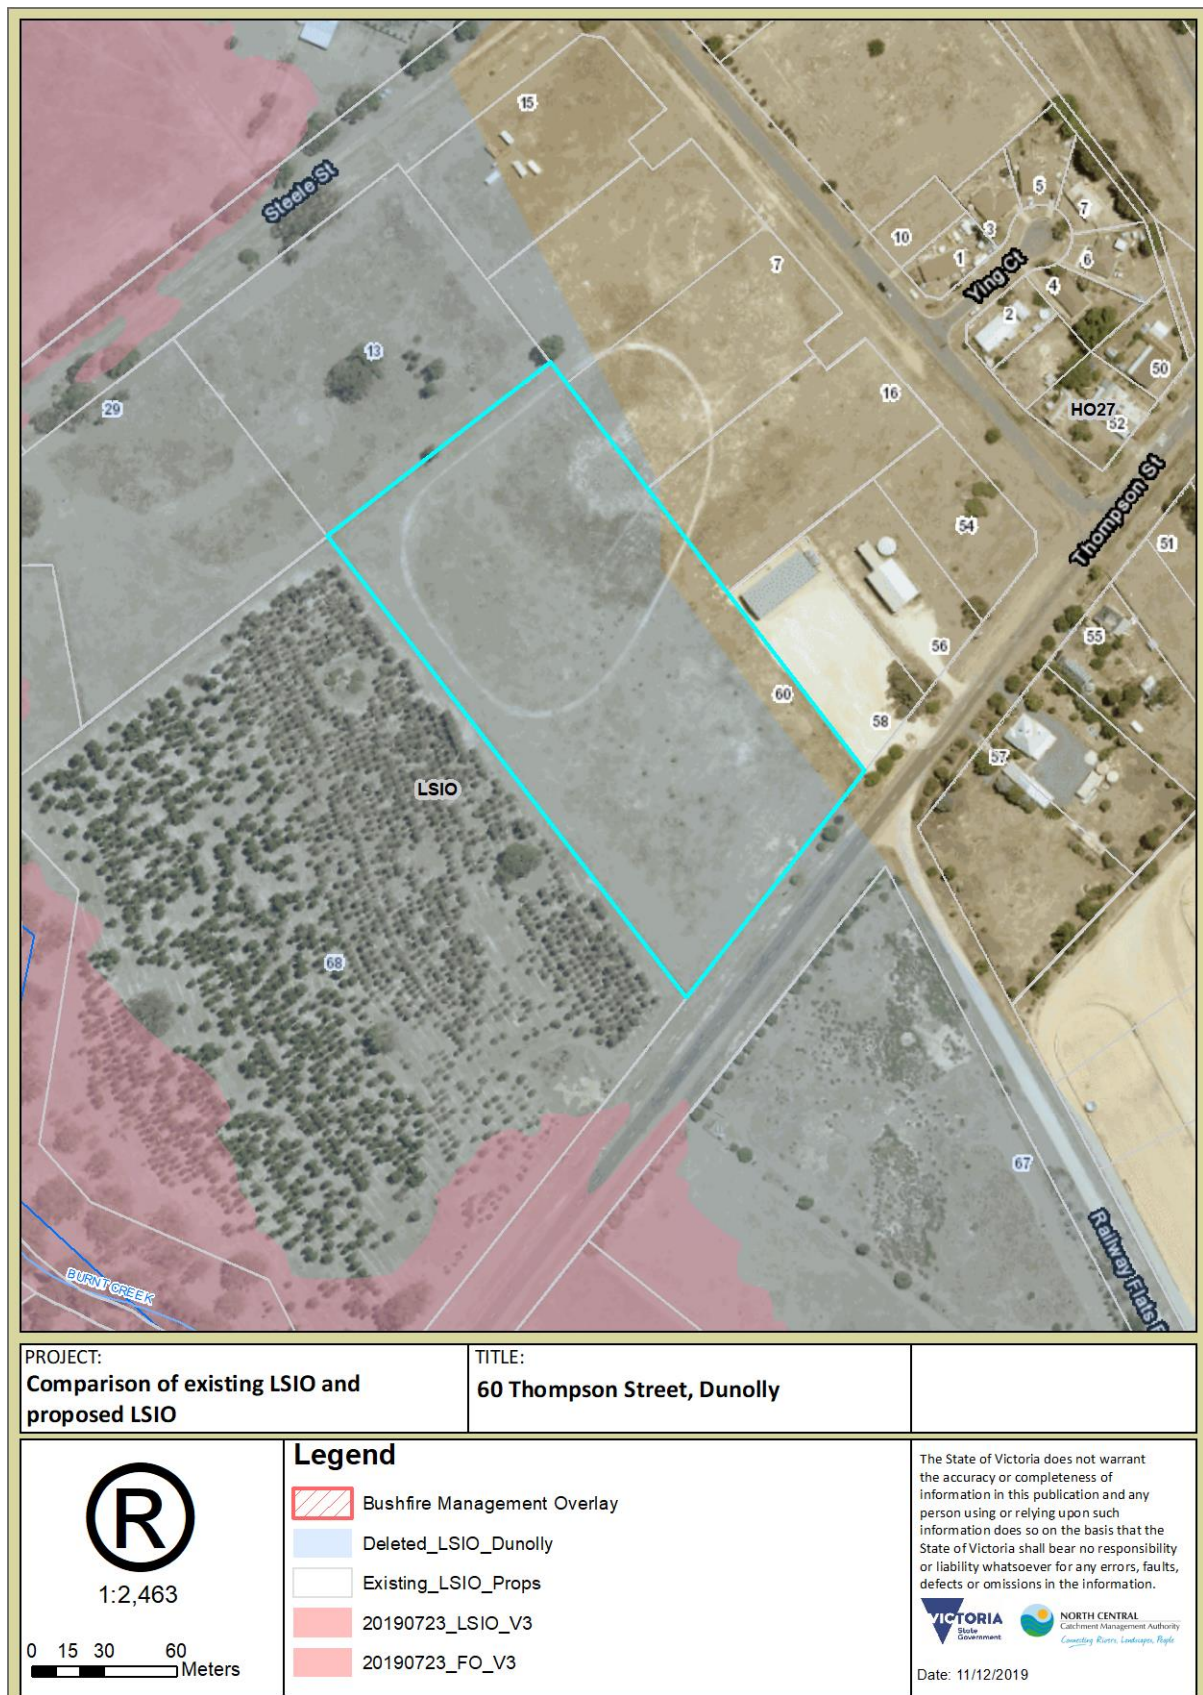 15
Steele St
5
7
3
10
1
6
7
Ying Ct
4
2
13
50
29
16
HO27
52
54
Thompson St
51
55
56
60
58
57
LSIO
68
67
Railway Flats R
BURNT CREEK
PROJECT:
Comparison of existing LSIO and
proposed LSIO
TITLE:
60 Thompson Street, Dunolly
R
1:2,463
0 15 30 60
Meters
Legend
Bushfire Management Overlay
Deleted_LSIO_Dunolly
Existing_LSIO_Props
20190723_LSIO_V3
20190723_FO_V3
The State of Victoria does not warrant
the accuracy or completeness of
information in this publication and any
person using or relying upon such
information does so on the basis that the
State of Victoria shall bear no responsibility
or liability whatsoever for any errors, faults,
defects or omissions in the information.
VICTORIA
State
Government
NORTH CENTRAL
Catchment Management Authority
Connecting Rivers, Landscapes, People
Date: 11/12/2019